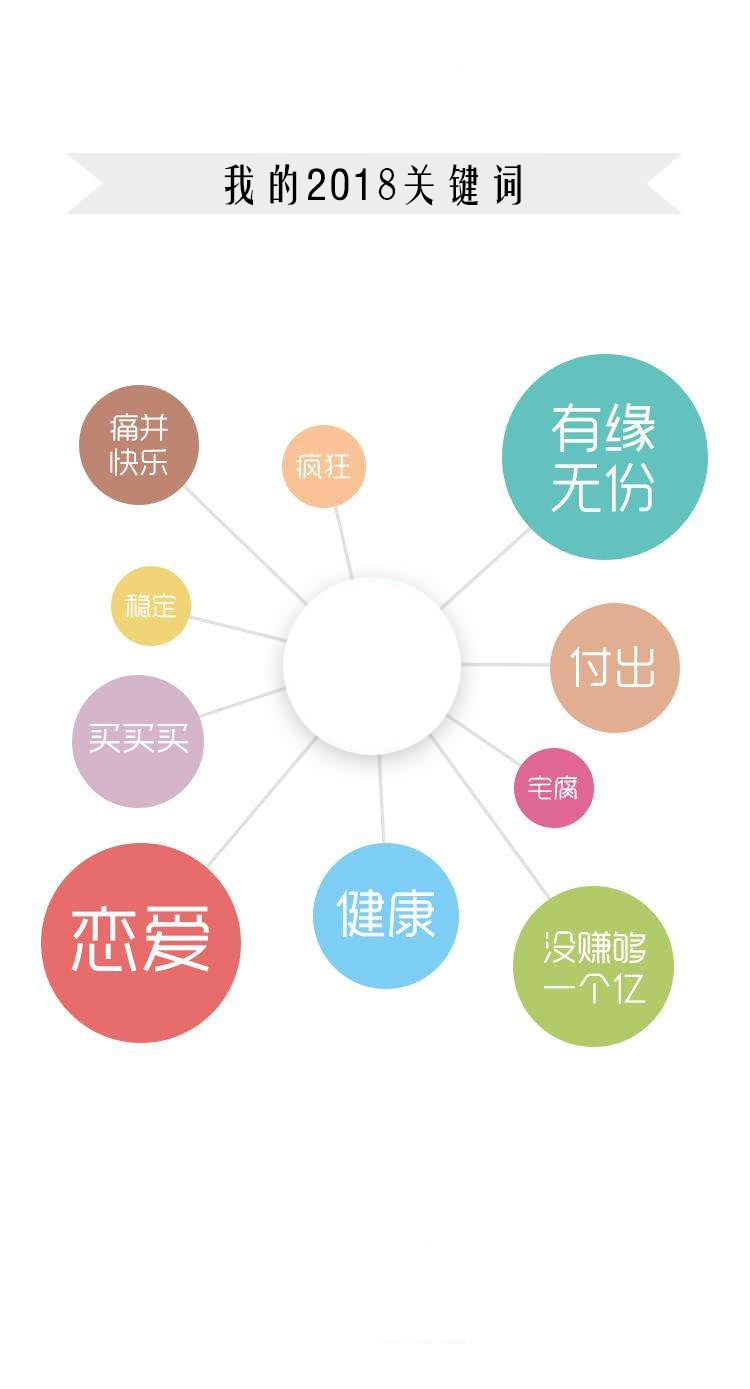 我的2018关键词
痛并
快乐
疯狂
有缘
无份
稳定
付出
买买买
宅腐
恋爱
健康
没赚够
一个亿